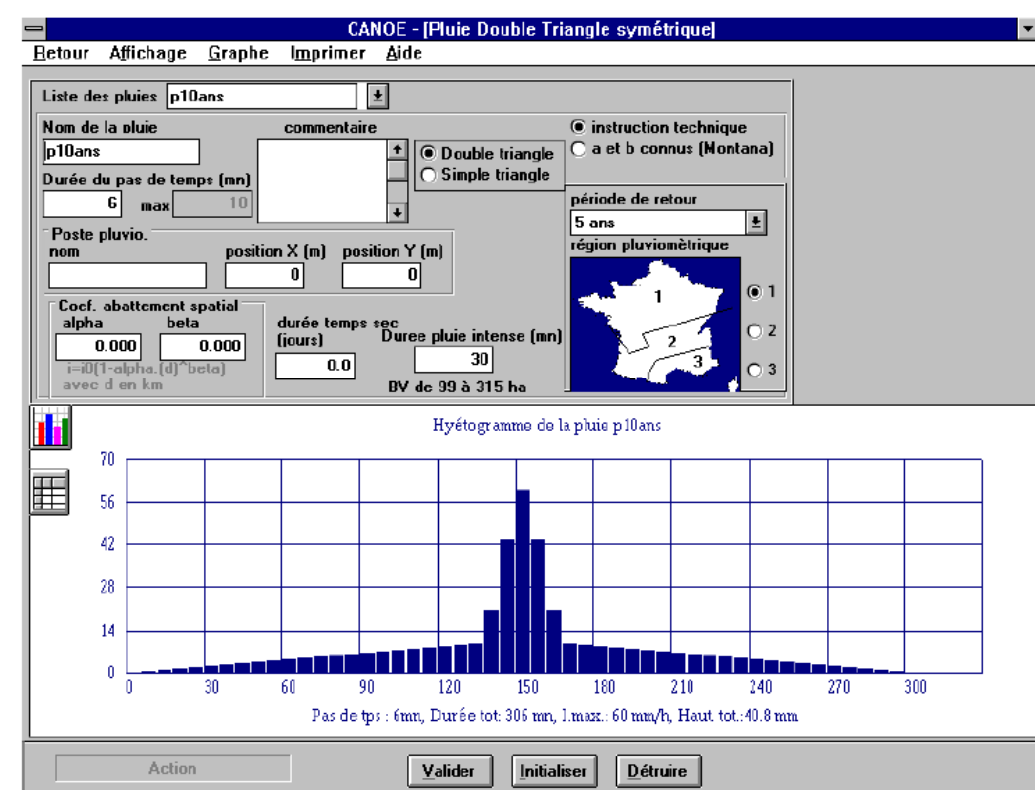 CANOE - [Pluie Double Triangle symétrique]
Retour Affichage Graphe Imprimer Aide
Liste des pluies p10ans
Nom de la pluie commentaire
p10ans
Durée du pas de temps (mn)
6 max 10
Double triangle
Simple triangle
instruction technique
a et b connus (Montana)
Poste pluvio.
nom position X (m) position Y (m)
0 0
période de retour
5 ans
région pluviomètrique
1
2
3
1
2
3
Coef. abattement spatial
alpha beta
0.000 0.000
i=i0(1-alpha.(d)^beta)
avec d en km
durée temps sec
(jours)
0.0
Duree pluie intense (mn)
30
BV de 99 à 315 ha
Hyétogramme de la pluie p10ans
70
56
42
28
14
0
0 30 60 90 120 150 180 210 240 270 300
Pas de tps : 6mn, Durée tot: 306 mn, I.max.: 60 mm/h, Haut. tot.:40.8 mm
Action Valider Initialiser Détruire